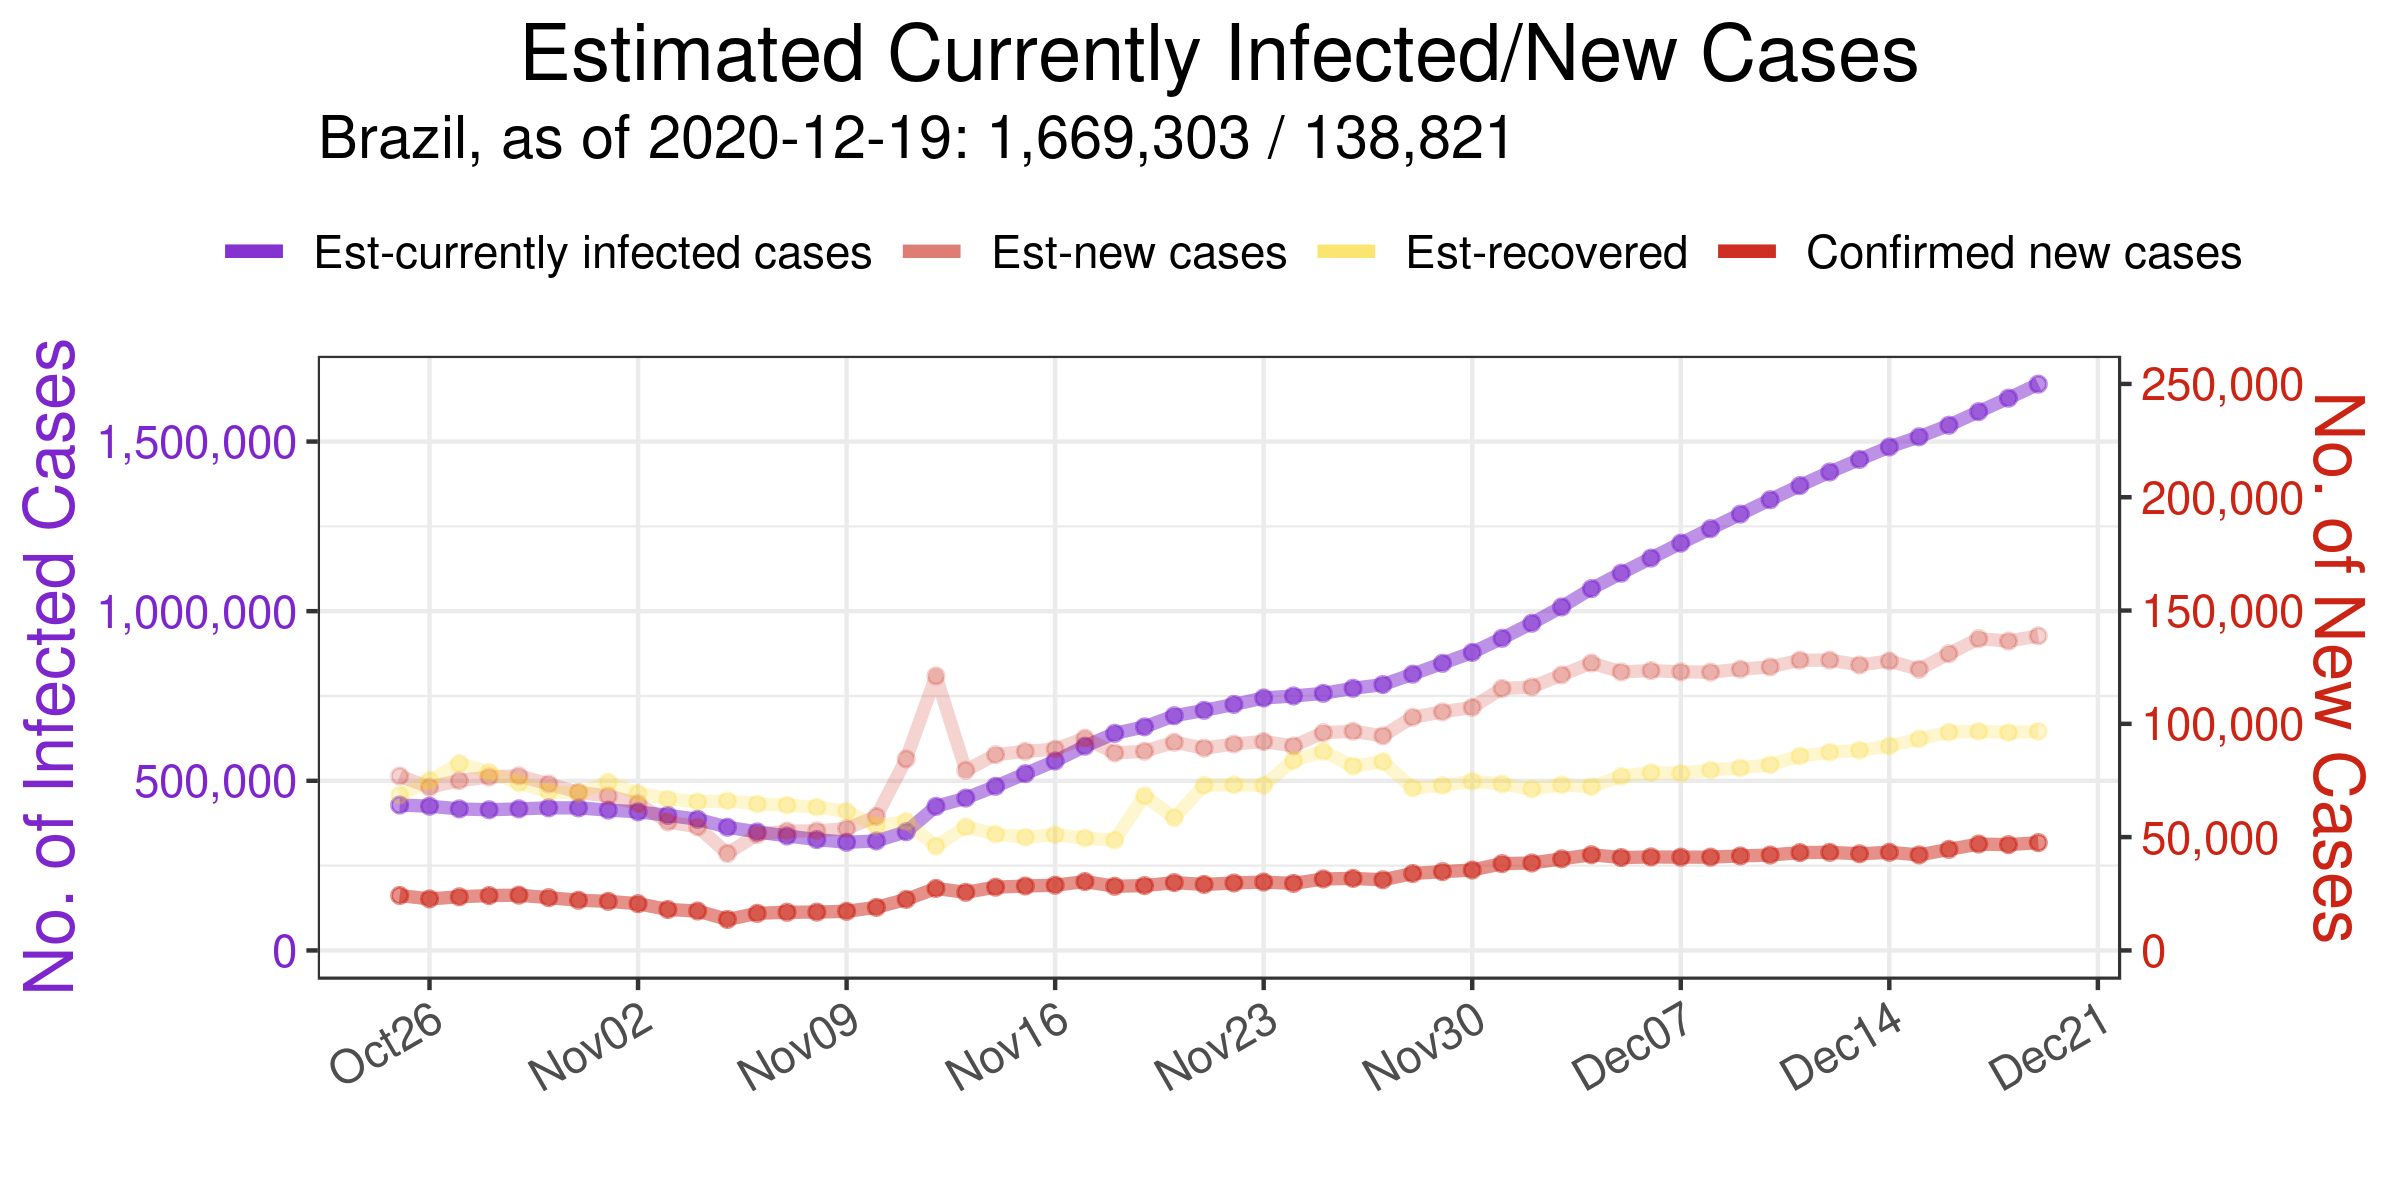 Estimated Currently Infected/New Cases
Brazil, as of 2020-12-19: 1,669,303 / 138,821
Est-currently infected cases Est-new cases Est-recovered Confirmed new cases
No. of Infected Cases
1,500,000
1,000,000
500,000
0
250,000
200,000
150,000
100,000
50,000
0
No. of New Cases
Oct26 Nov02 Nov09 Nov16 Nov23 Nov30 Dec07 Dec14 Dec21